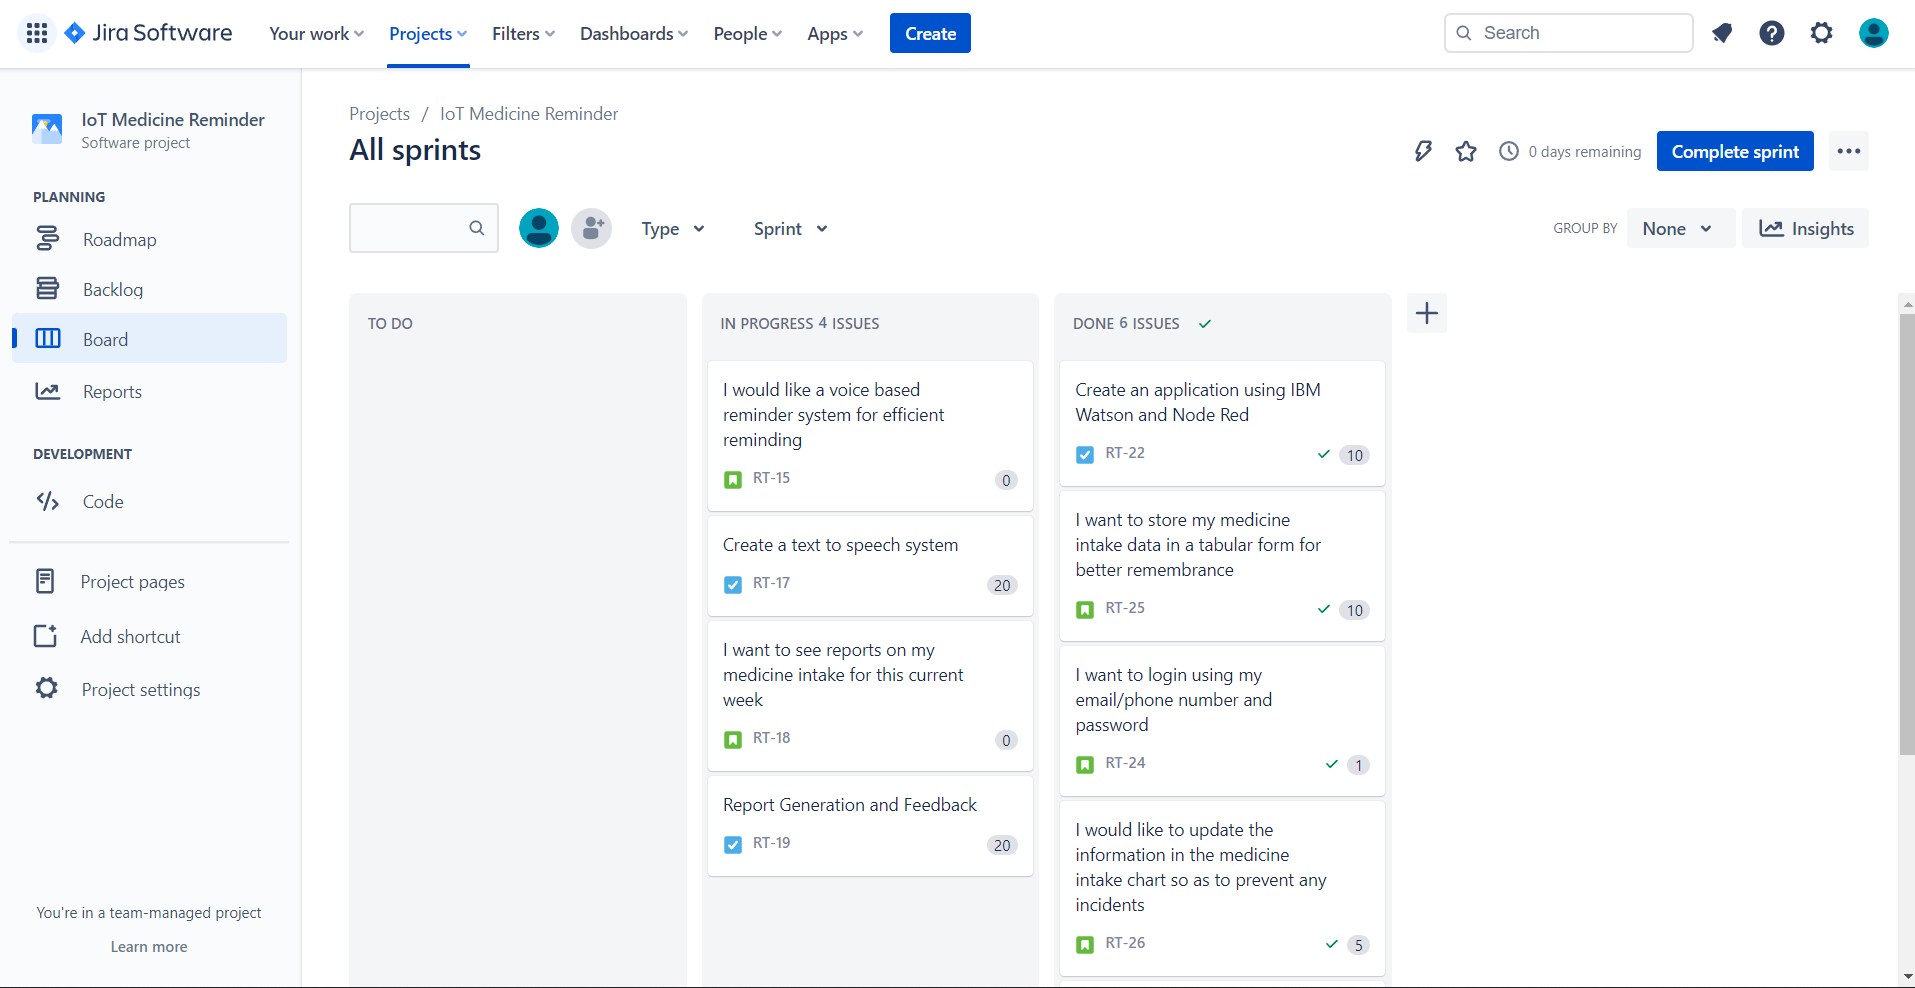 Jira Software
Your work
Projects
Filters
Dashboards
People
Apps
Create
Search
IoT Medicine Reminder
Software project
PLANNING
Roadmap
Backlog
Board
Reports
DEVELOPMENT
Code
Project pages
Add shortcut
Project settings
You're in a team-managed project
Learn more
Projects / IoT Medicine Reminder
All sprints
0 days remaining
Complete sprint
Type
Sprint
GROUP BY
None
Insights
TO DO
IN PROGRESS 4 ISSUES
I would like a voice based
reminder system for efficient
reminding
RT-15
0
Create a text to speech system
RT-17
20
I want to see reports on my
medicine intake for this current
week
RT-18
0
Report Generation and Feedback
RT-19
20
DONE 6 ISSUES
Create an application using IBM
Watson and Node Red
RT-22
10
I want to store my medicine
intake data in a tabular form for
better remembrance
RT-25
10
I want to login using my
email/phone number and
password
RT-24
1
I would like to update the
information in the medicine
intake chart so as to prevent any
incidents
RT-26
5